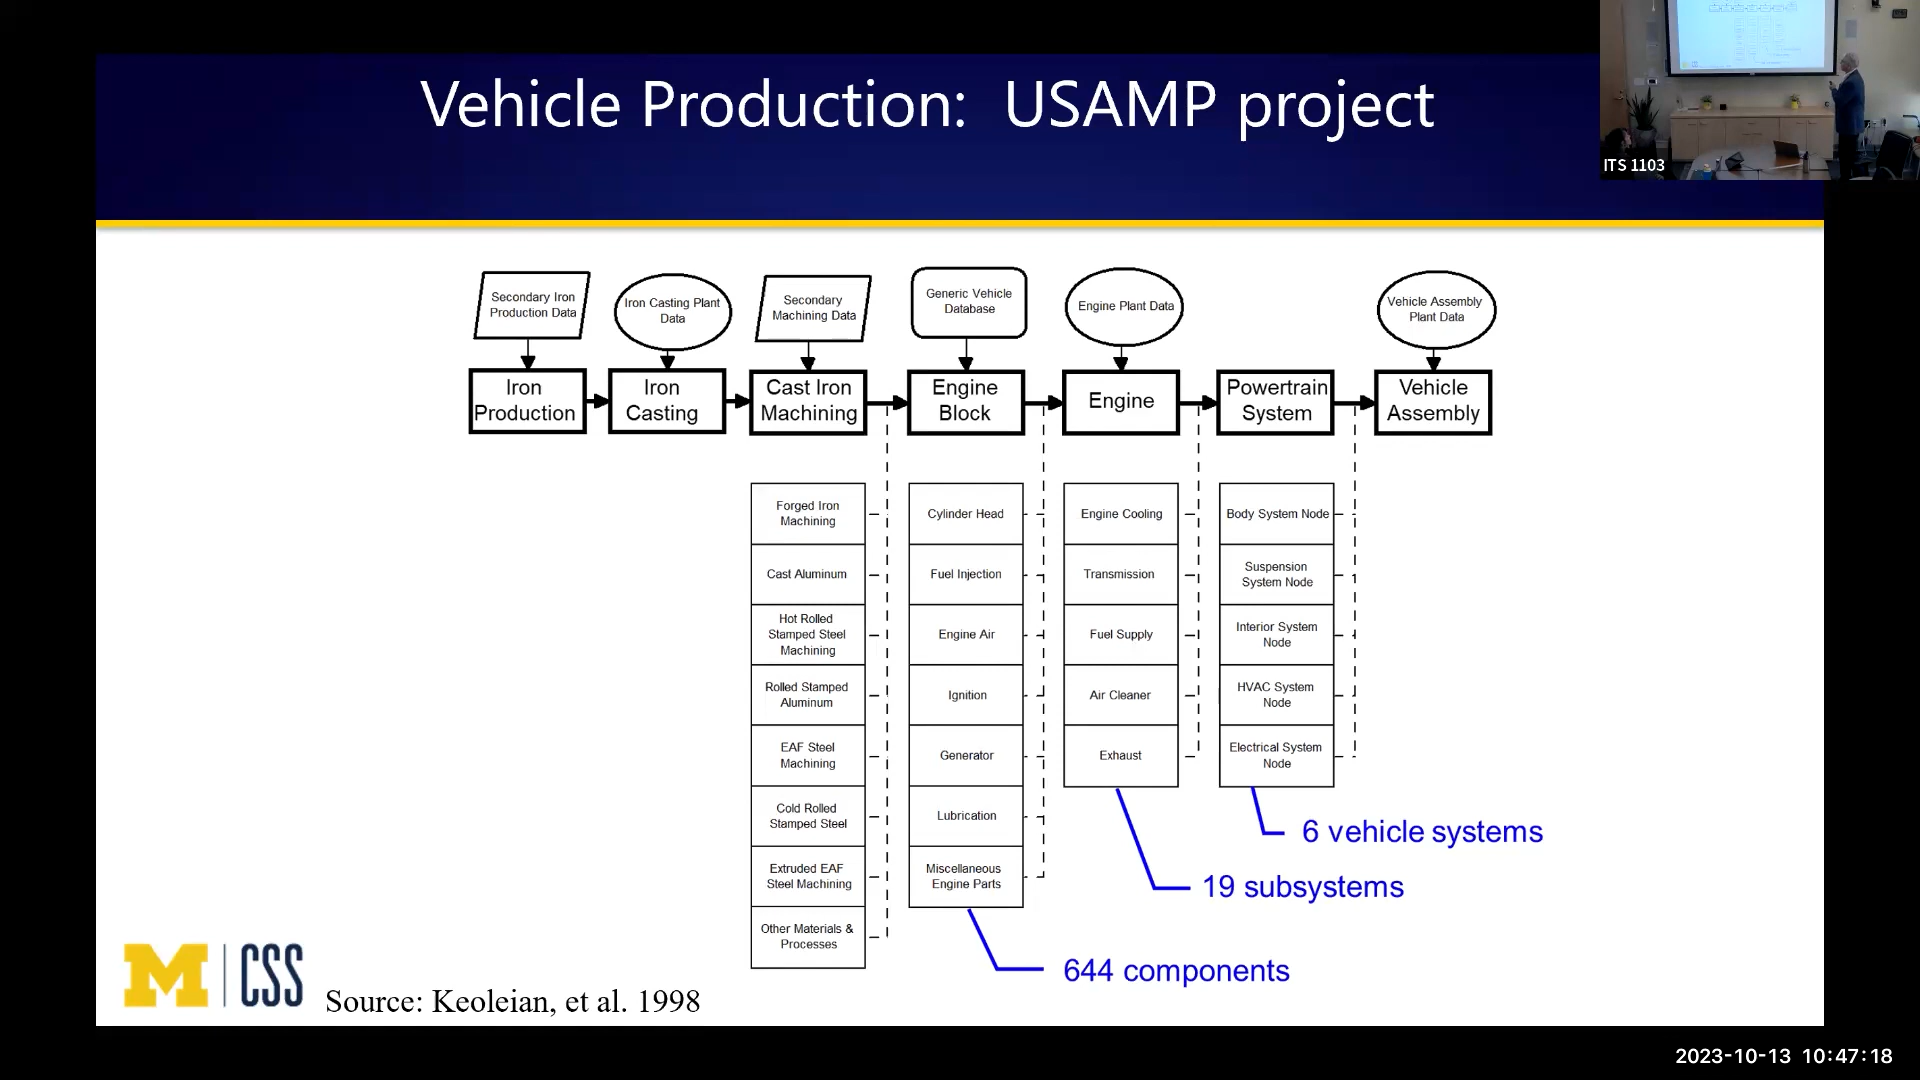 Vehicle Production: USAMP project
ITS 1103
Secondary Iron
Production Data
Iron Casting Plant
Data
Secondary
Machining Data
Generic Vehicle
Database
Engine Plant Data
Vehicle Assembly
Plant Data
Iron
Production
Iron
Casting
Cast Iron
Machining
Engine
Block
Engine
Powertrain
System
Vehicle
Assembly
Forged Iron
Machining
Cast Aluminum
Hot Rolled
Stamped Steel
Machining
Rolled Stamped
Aluminum
EAF Steel
Machining
Cold Rolled
Stamped Steel
Extruded EAF
Steel Machining
Other Materials &
Processes
Cylinder Head
Fuel Injection
Engine Air
Ignition
Generator
Lubrication
Miscellaneous
Engine Parts
Engine Cooling
Transmission
Fuel Supply
Air Cleaner
Exhaust
Body System Node
Suspension
System Node
Interior System
Node
HVAC System
Node
Electrical System
Node
6 vehicle systems
19 subsystems
644 components
M CSS
Source: Keoleian, et al. 1998
2023-10-13 10:47:18